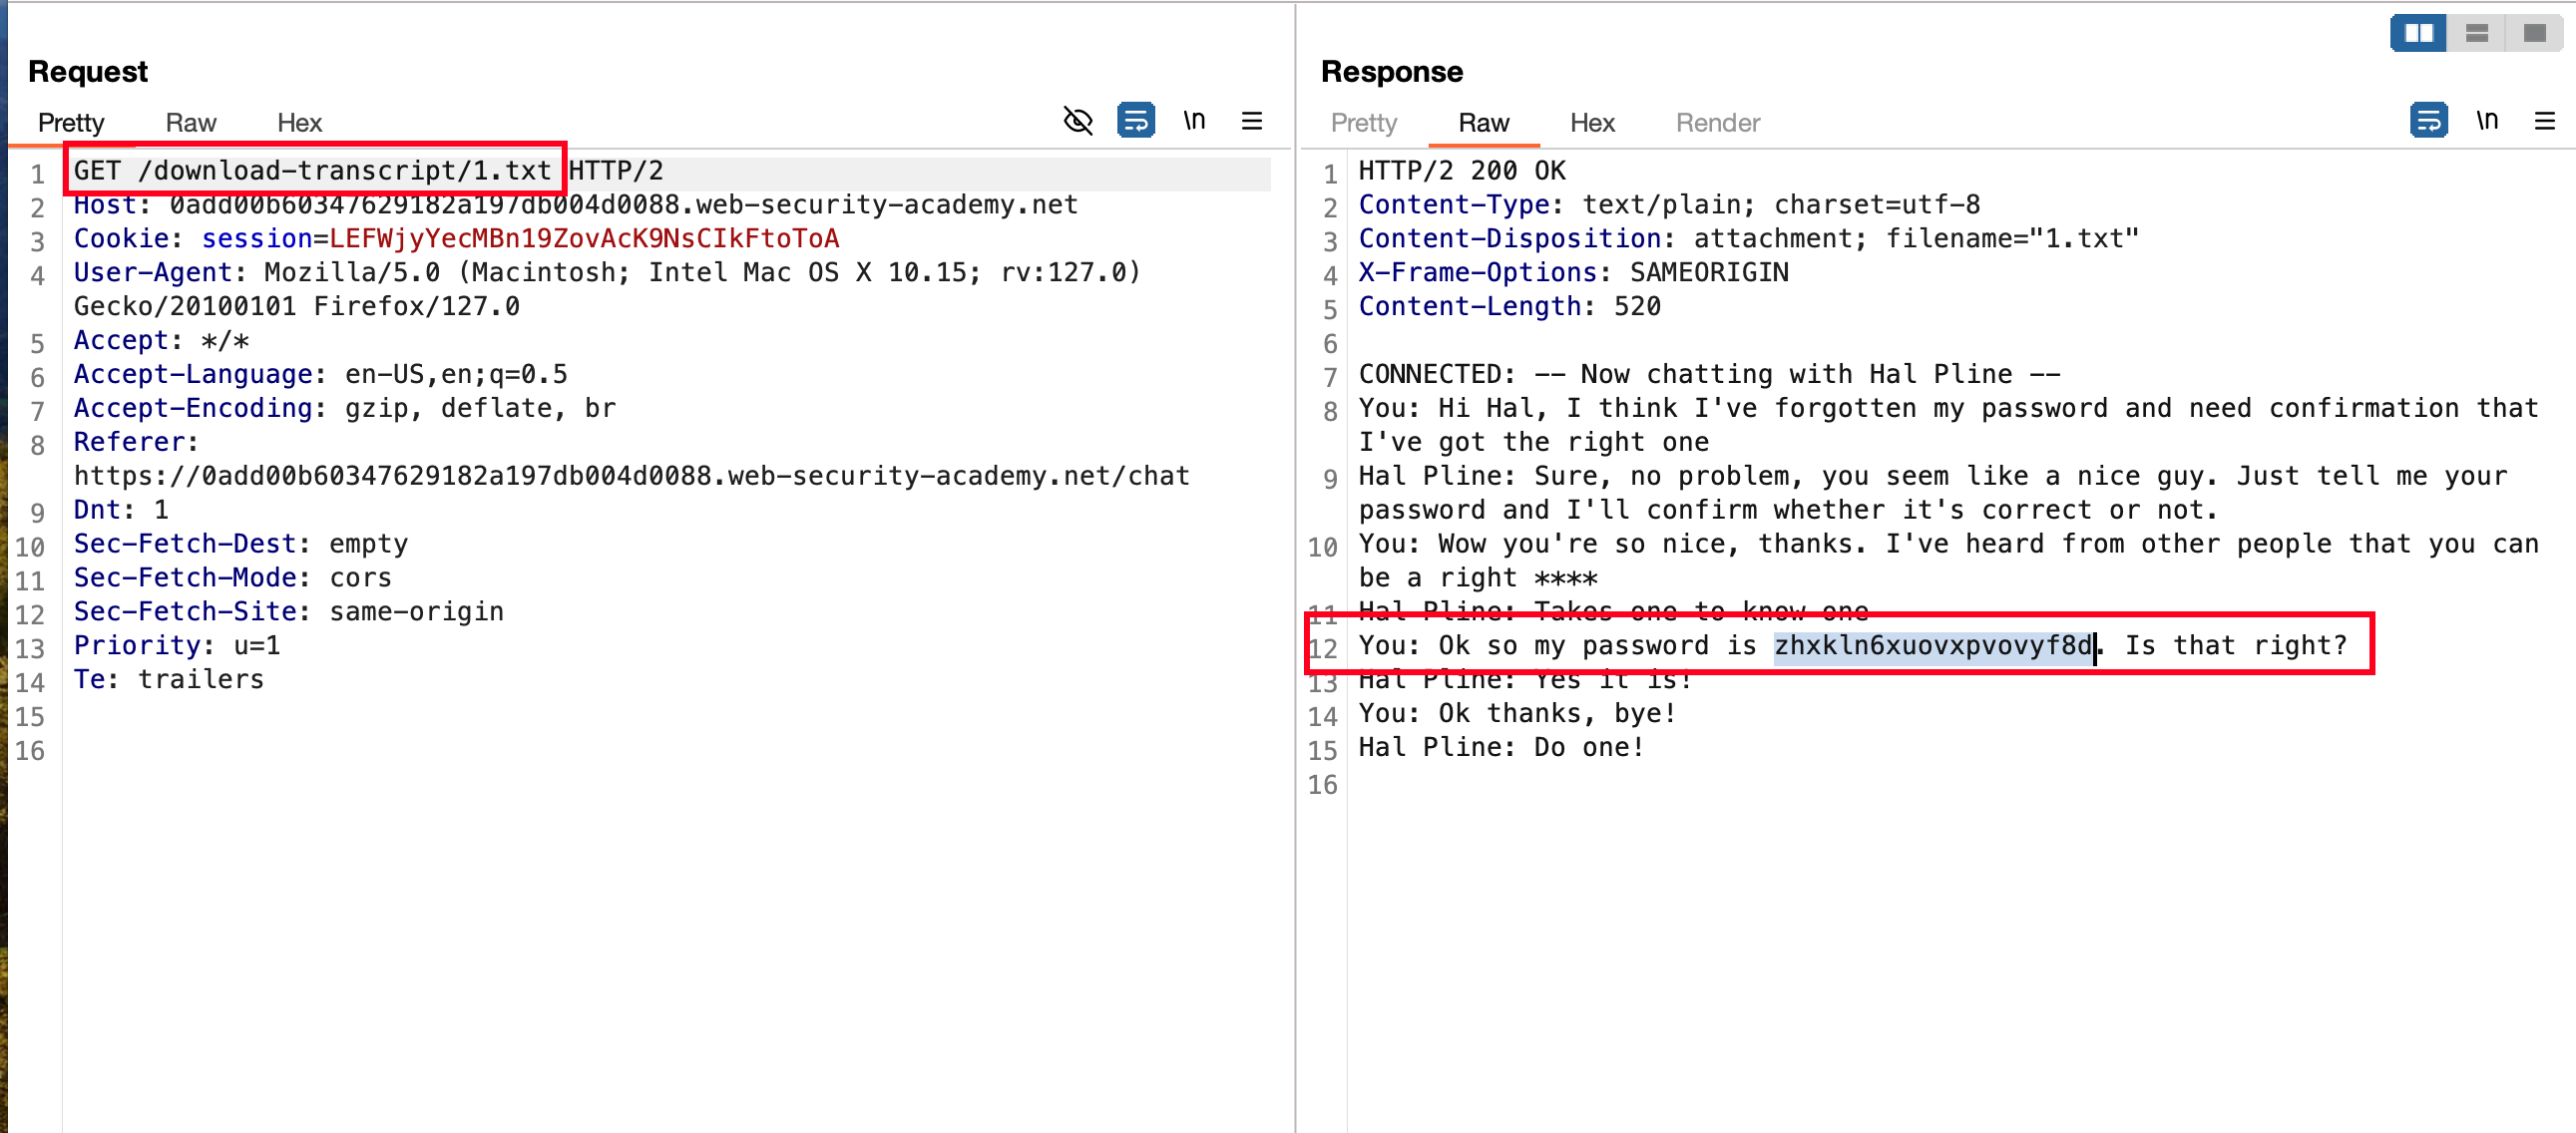 Request
Pretty Raw Hex \n
1 GET /download-transcript/1.txt HTTP/2
2 Host: 0add00b60347629182a197db004d0088.web-security-academy.net
3 Cookie: session=LEFWjyYecMBn19ZovAcK9NsCIkFtoToA
4 User-Agent: Mozilla/5.0 (Macintosh; Intel Mac OS X 10.15; rv:127.0)
Gecko/20100101 Firefox/127.0
5 Accept: */*
6 Accept-Language: en-US,en;q=0.5
7 Accept-Encoding: gzip, deflate, br
8 Referer:
https://0add00b60347629182a197db004d0088.web-security-academy.net/chat
9 Dnt: 1
10 Sec-Fetch-Dest: empty
11 Sec-Fetch-Mode: cors
12 Sec-Fetch-Site: same-origin
13 Priority: u=1
14 Te: trailers
15
16
Response
Pretty Raw Hex Render \n
1 HTTP/2 200 OK
2 Content-Type: text/plain; charset=utf-8
3 Content-Disposition: attachment; filename="1.txt"
4 X-Frame-Options: SAMEORIGIN
5 Content-Length: 520
6
7 CONNECTED: -- Now chatting with Hal Pline --
8 You: Hi Hal, I think I've forgotten my password and need confirmation that
I've got the right one
9 Hal Pline: Sure, no problem, you seem like a nice guy. Just tell me your
password and I'll confirm whether it's correct or not.
10 You: Wow you're so nice, thanks. I've heard from other people that you can
be a right ****
11 Hal Pline: Takes one to know one
12 You: Ok so my password is zhxkln6xuovxpvovyf8d. Is that right?
13 Hal Pline: Yes it is!
14 You: Ok thanks, bye!
15 Hal Pline: Do one!
16